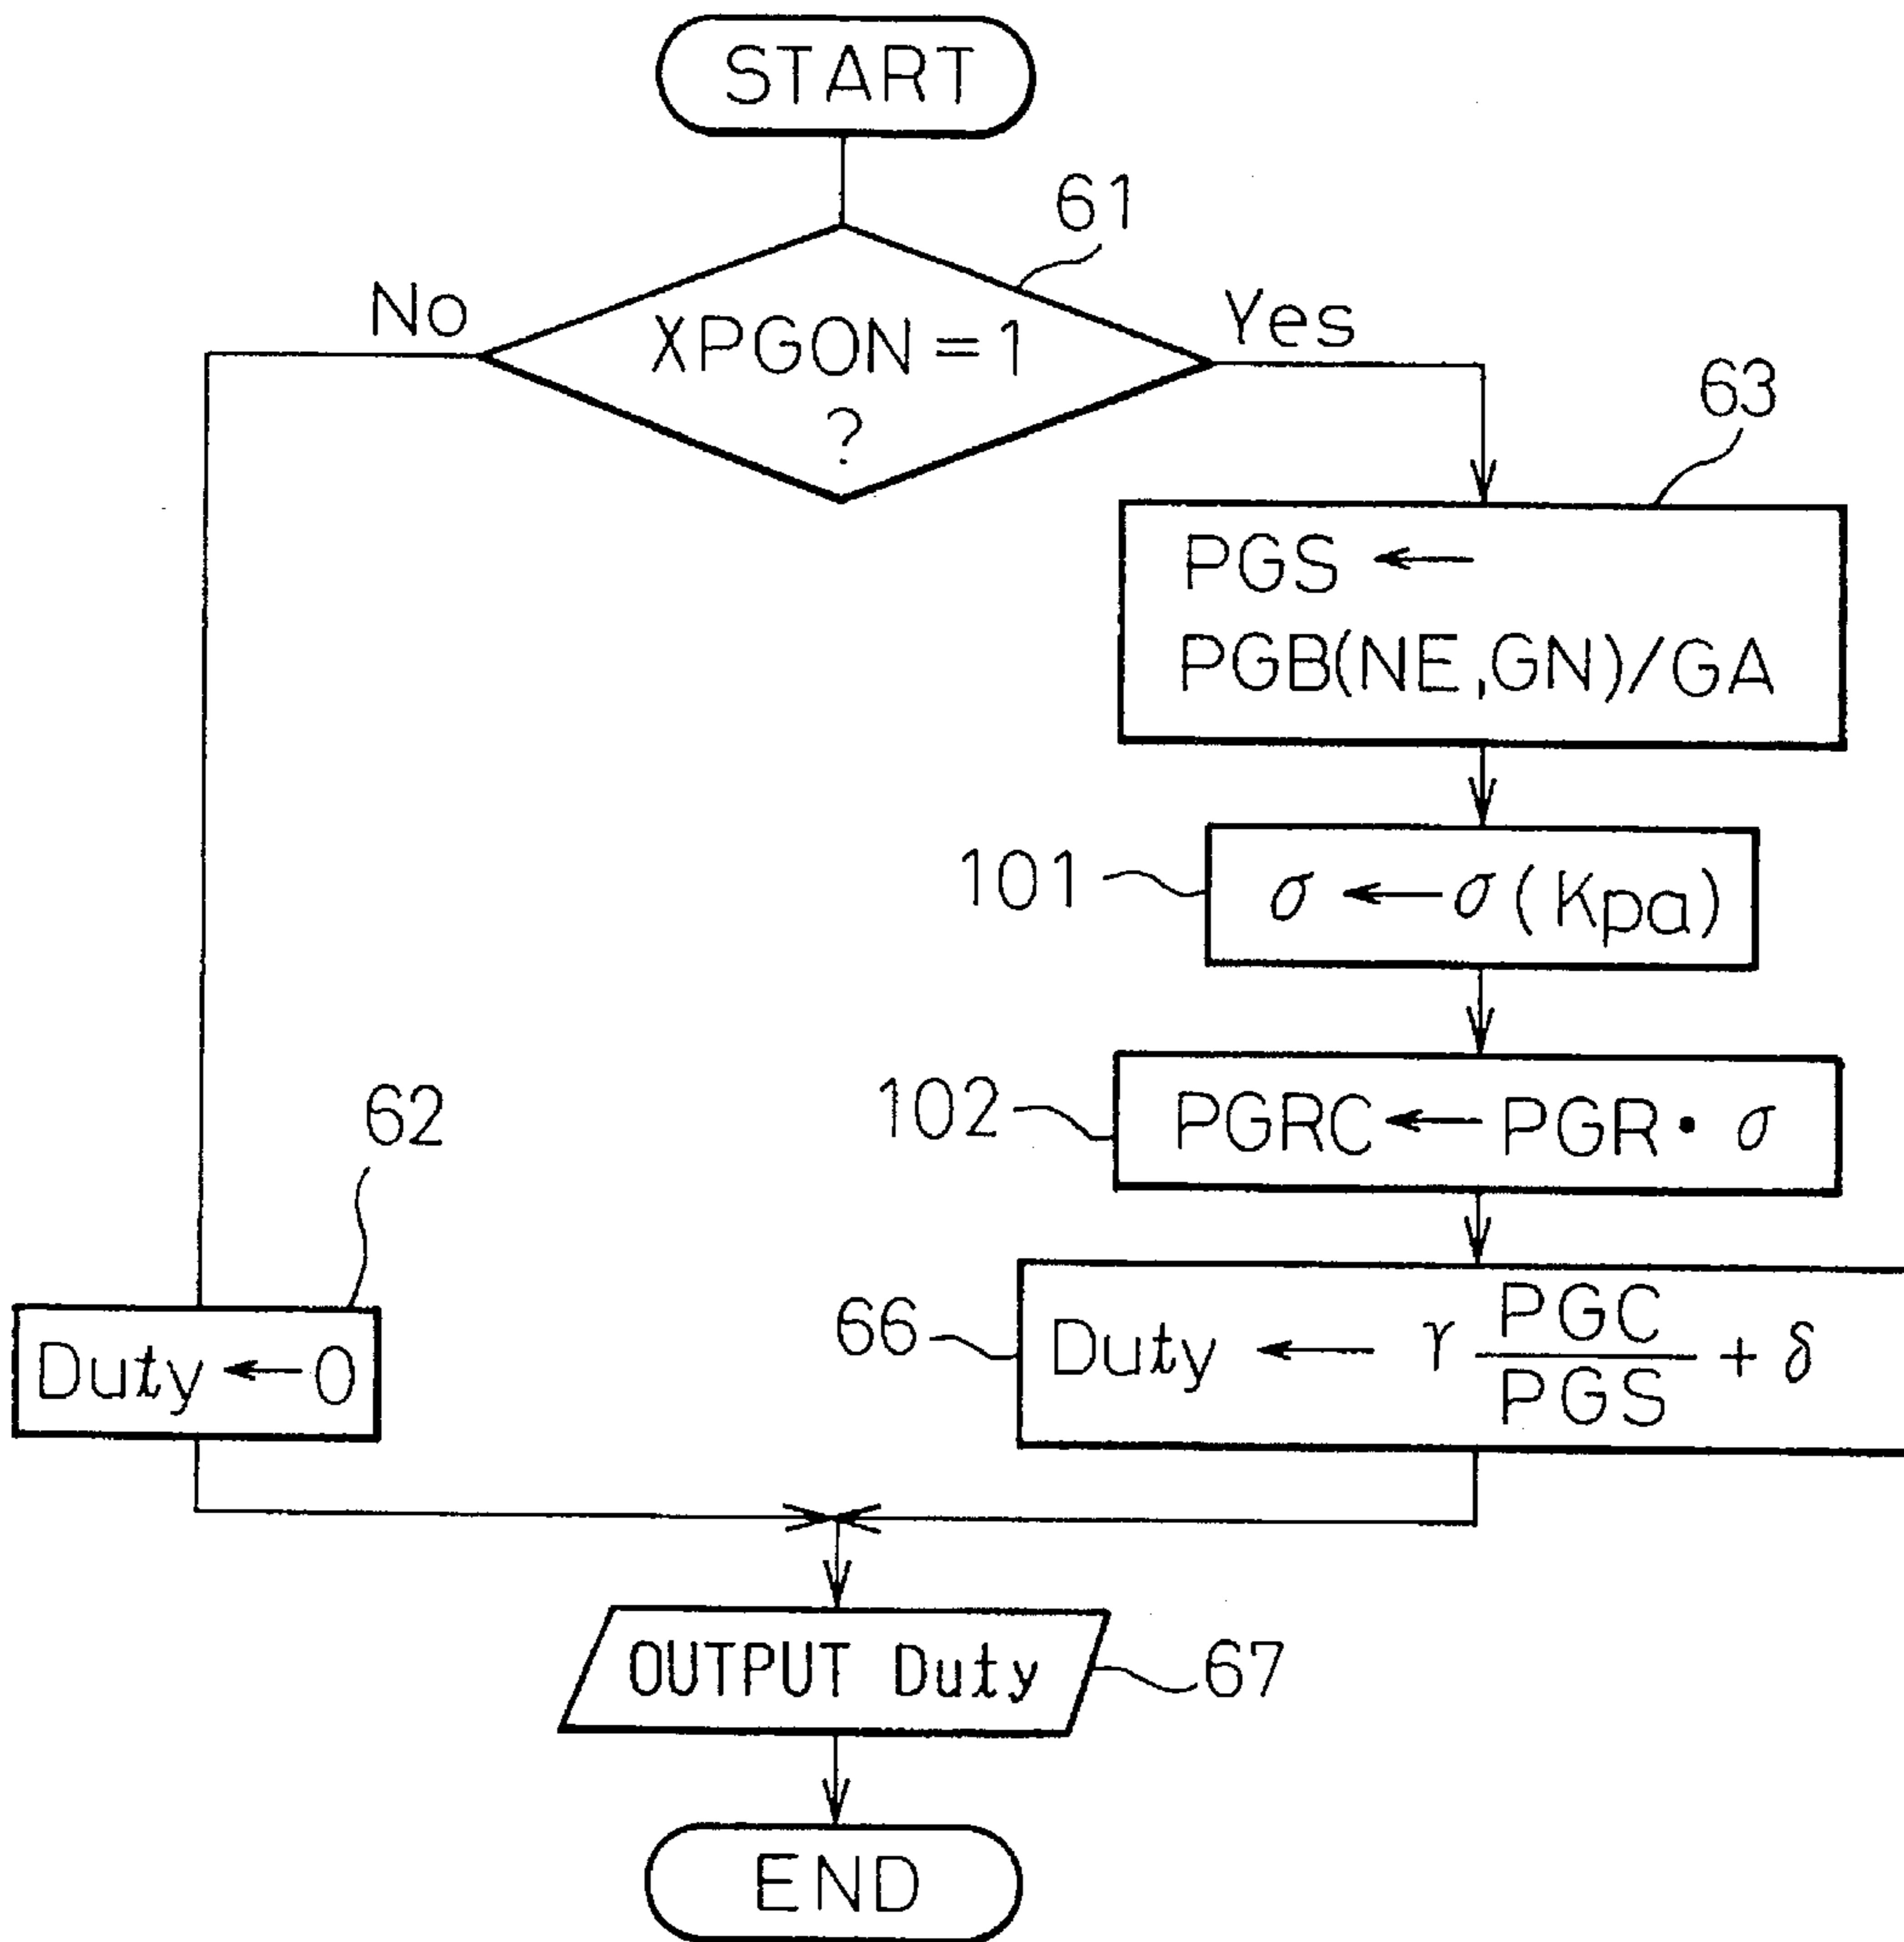 START
61
No
Yes
XPGON = 1
?
63
PGS ←
PGB(NE,GN)/GA
101
σ ← σ (Kpa)
102
PGRC ← PGR • σ
62
66
Duty ← 0
Duty ← γ PGC/PGS + δ
OUTPUT Duty
67
END